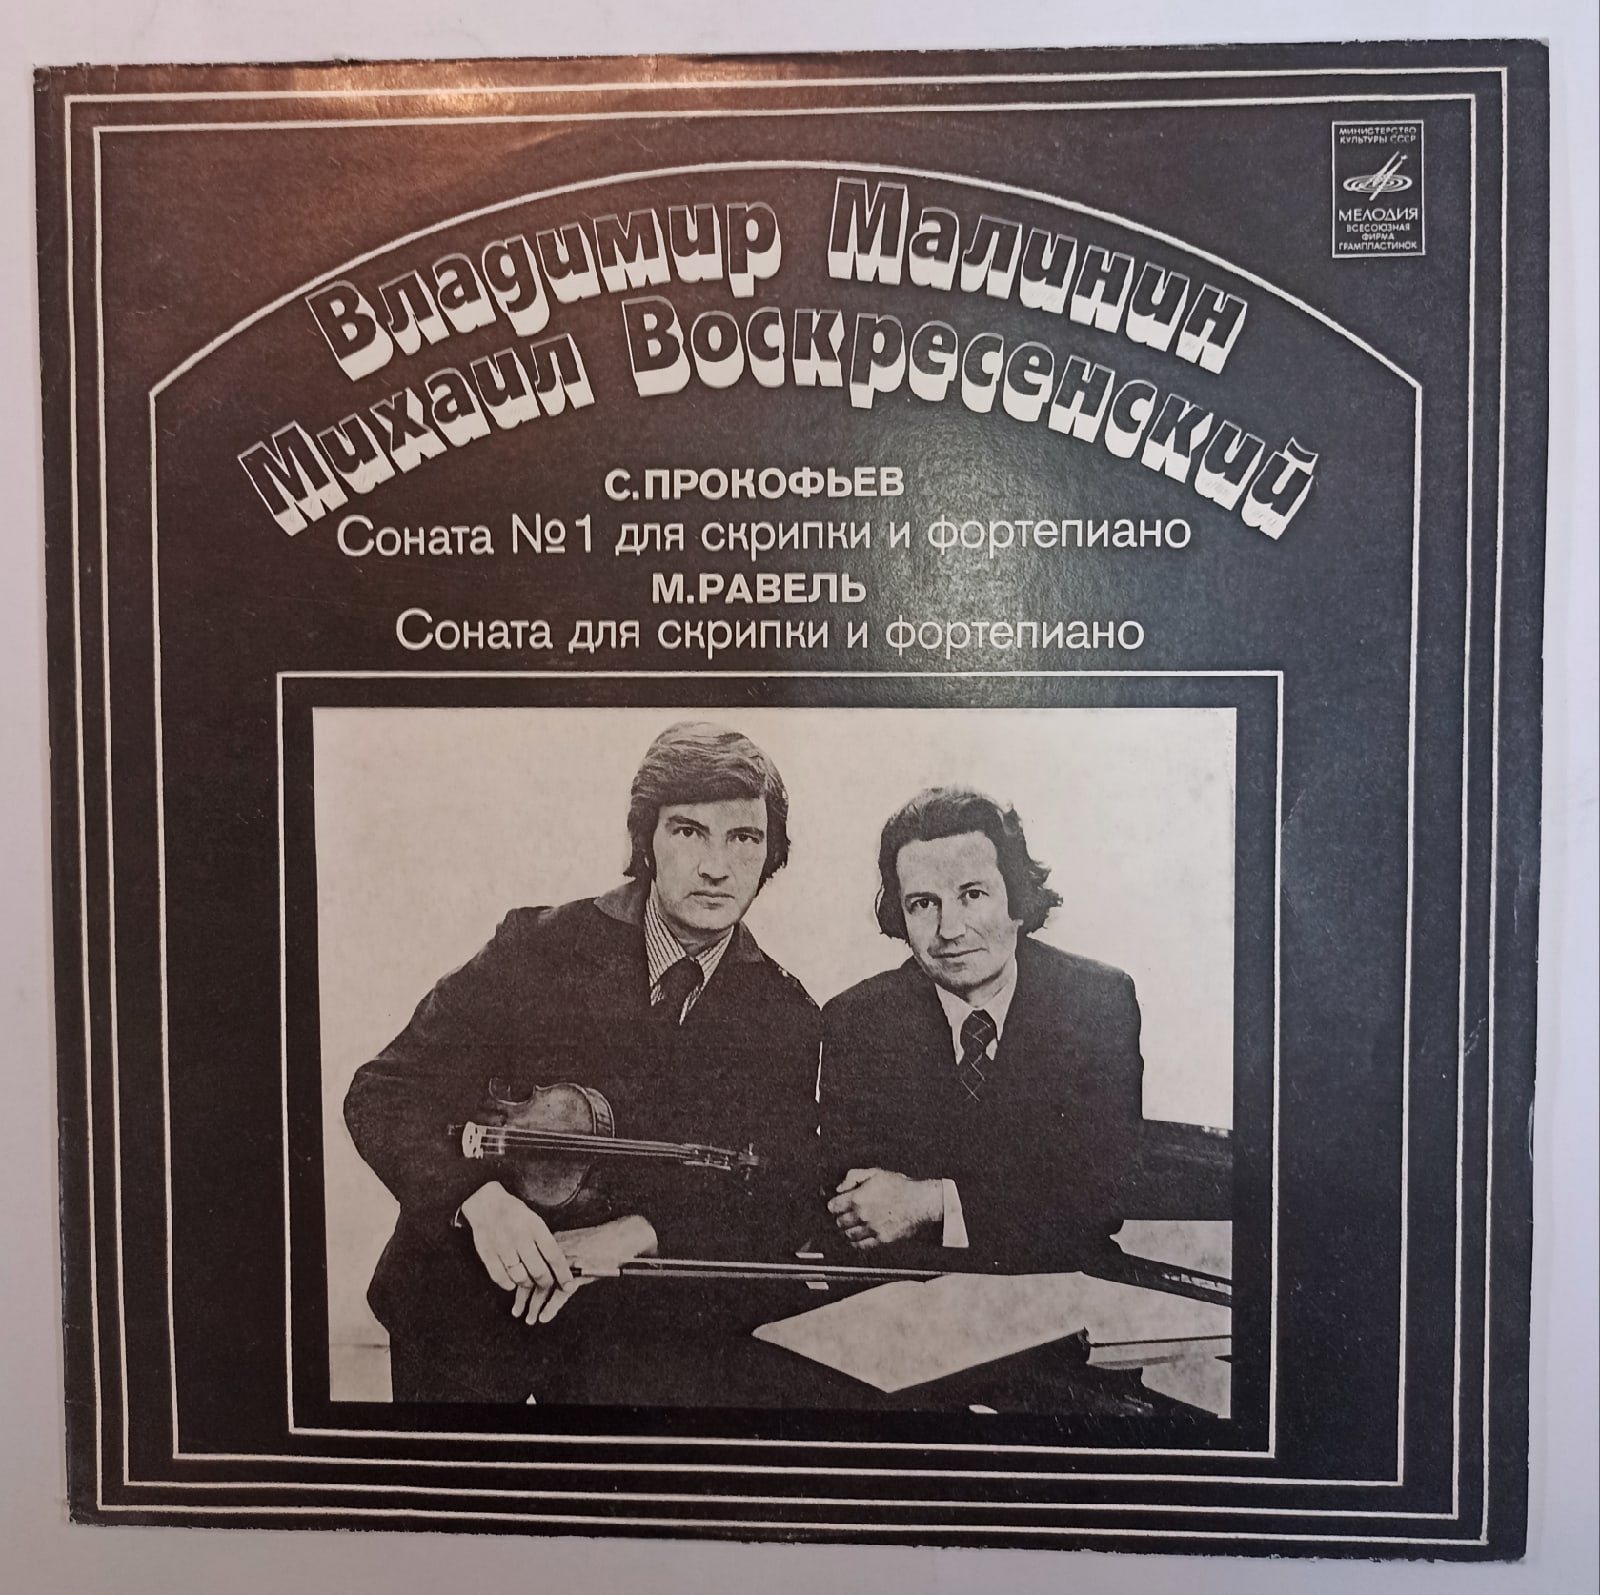 МИНИСТЕРСТВО
КУЛЬТУРЫ СССР
МЕЛОДИЯ
ВСЕСОЮЗНАЯ
ФИРМА
ГРАМПЛАСТИНОК
Владимир Малинин
Михаил Воскресенский
С.ПРОКОФЬЕВ
Соната №1 для скрипки и фортепиано
М.РАВЕЛЬ
Соната для скрипки и фортепиано